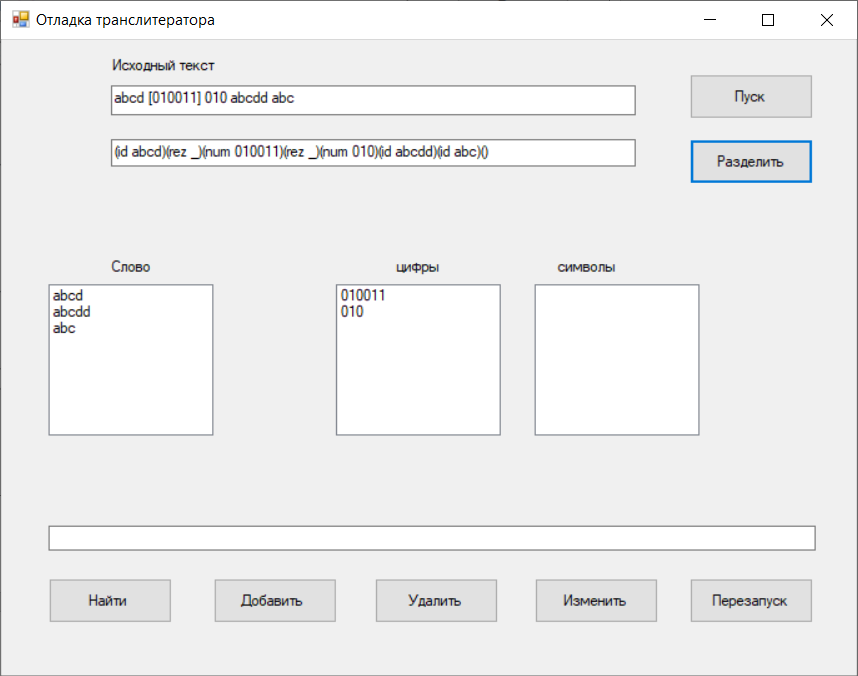 Отладка транслитератора
Исходный текст
abcd [010011] 010 abcdd abc
Пуск
(id abcd)(rez _)(num 010011)(rez _)(num 010)(id abcdd)(id abc)()
Разделить
Слово
abcd
abcdd
abc
цифры
010011
010
символы
Найти
Добавить
Удалить
Изменить
Перезапуск